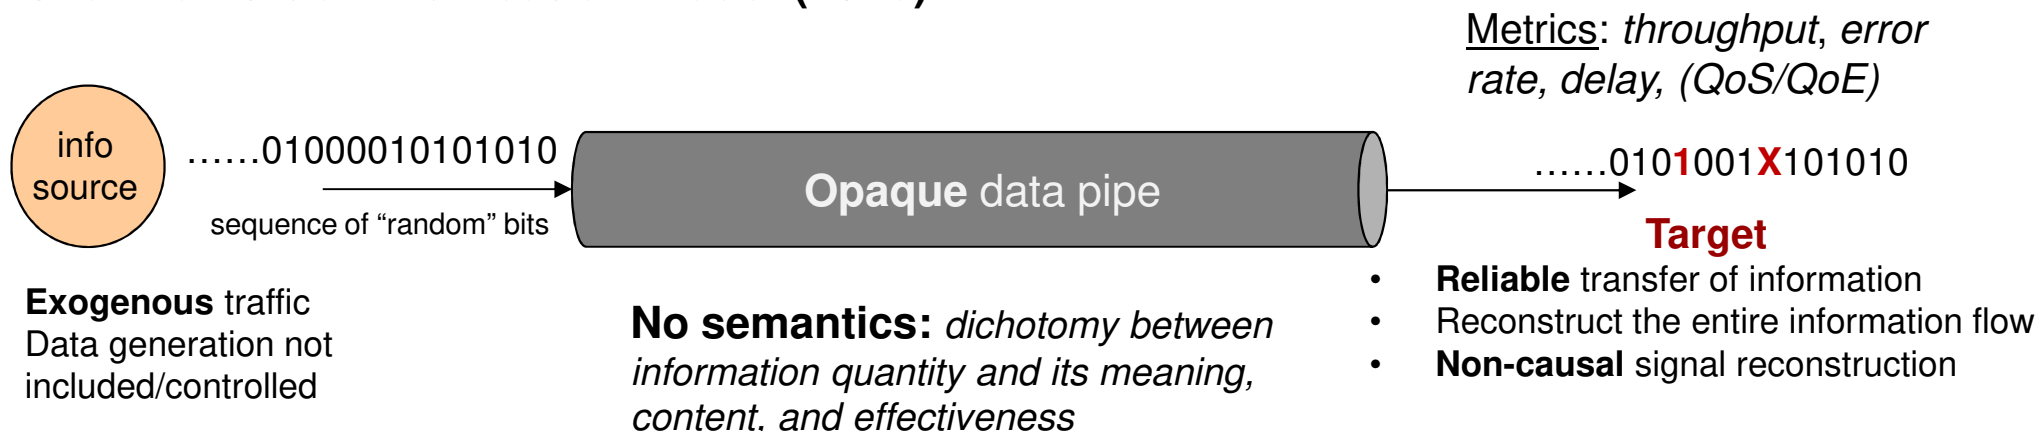 Metrics: throughput, error
rate, delay, (QoS/QoE)
info
source
......01000010101010
sequence of “random” bits
Opaque data pipe
......0101001X101010
Target
Exogenous traffic
Data generation not
included/controlled
No semantics: dichotomy between
information quantity and its meaning,
content, and effectiveness
• Reliable transfer of information
• Reconstruct the entire information flow
• Non-causal signal reconstruction